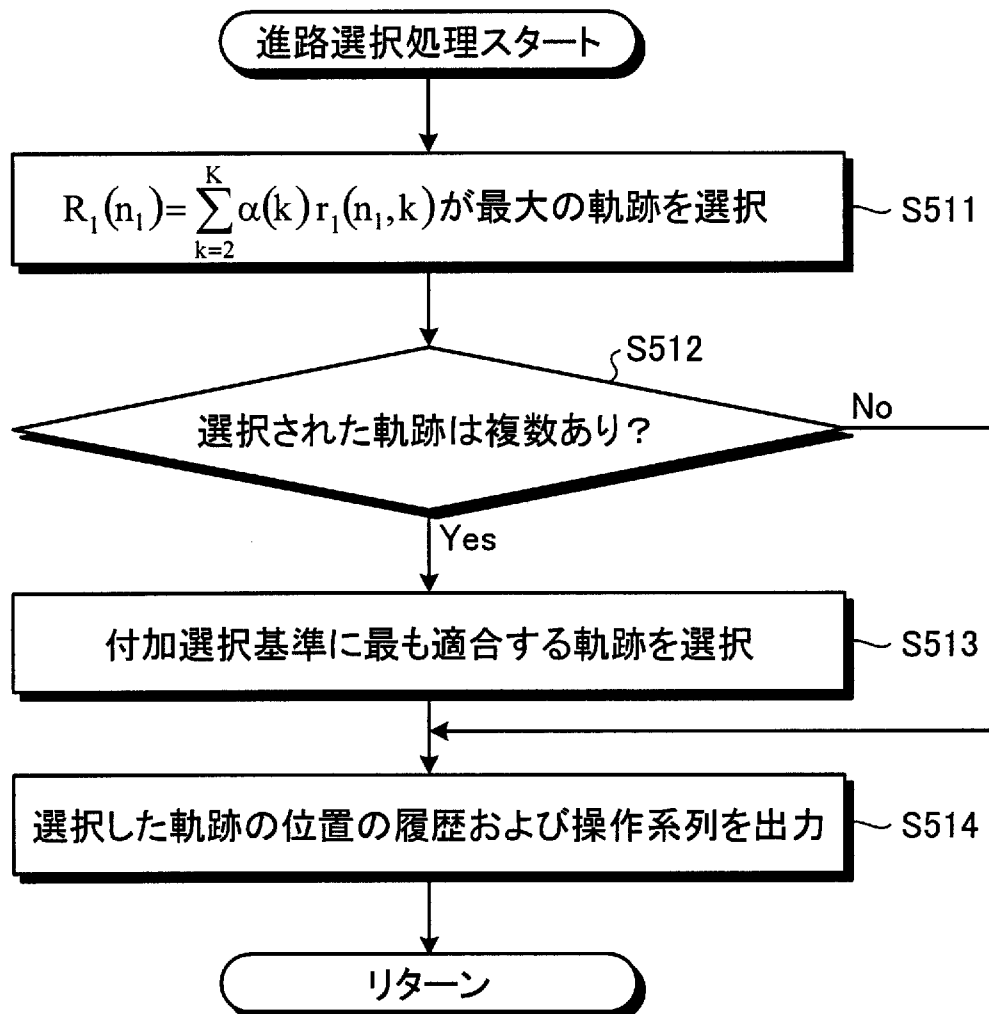 進路選択処理スタート
R₁(n₁)=∑_{k=2}^{K} α(k) r₁(n₁,k)が最大の軌跡を選択
S511
S512
選択された軌跡は複数あり？
No
Yes
付加選択基準に最も適合する軌跡を選択
S513
選択した軌跡の位置の履歴および操作系列を出力
S514
リターン